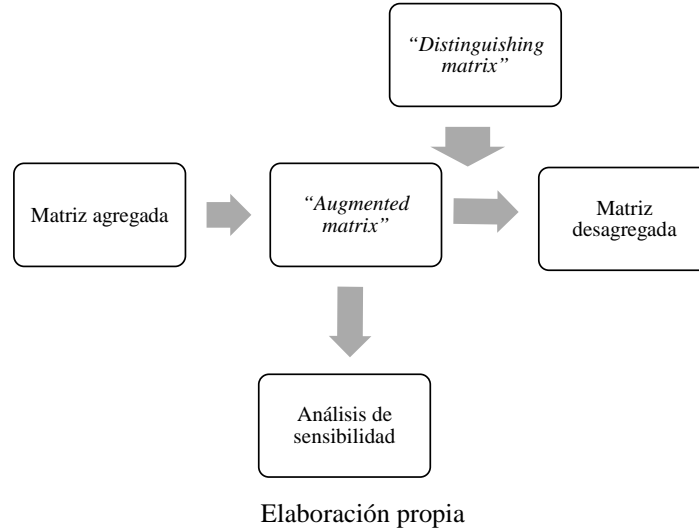 “Distinguishing
matrix”
Matriz agregada
“Augmented
matrix”
Matriz
desagregada
Análisis de
sensibilidad
Elaboración propia